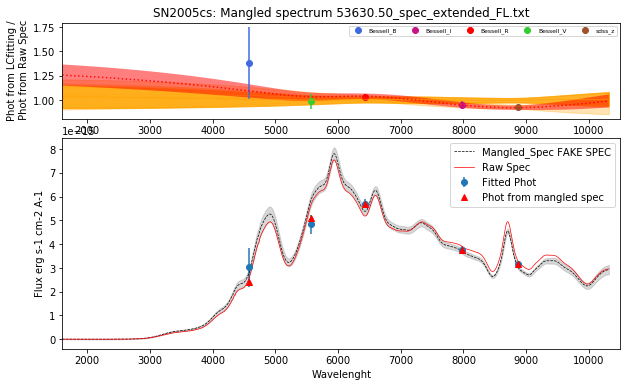 SN2005cs: Mangled spectrum 53630.50_spec_extended_FL.txt
Phot from LCfitting /
Phot from Raw Spec
1.75
1.50
1.25
1.00
Bessell_B
Bessell_I
Bessell_R
Bessell_V
sdss_z
2000 3000 4000 5000 6000 7000 8000 9000 10000
1e-15
Flux erg s-1 cm-2 A-1
8
7
6
5
4
3
2
1
0
Mangled_Spec FAKE SPEC
Raw Spec
Fitted Phot
Phot from mangled spec
2000 3000 4000 5000 6000 7000 8000 9000 10000
Wavelenght